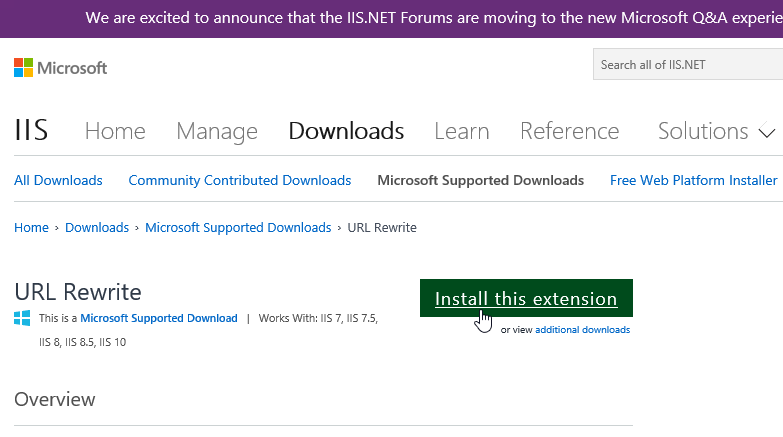 We are excited to announce that the IIS.NET Forums are moving to the new Microsoft Q&A
Microsoft
Search all of IIS.NET
IIS Home Manage Downloads Learn Reference Solutions
All Downloads Community Contributed Downloads Microsoft Supported Downloads Free Web Platform Installer
Home › Downloads › Microsoft Supported Downloads › URL Rewrite
URL Rewrite
Install this extension
This is a Microsoft Supported Download | Works With: IIS 7, IIS 7.5,
IIS 8, IIS 8.5, IIS 10
or view additional downloads
Overview